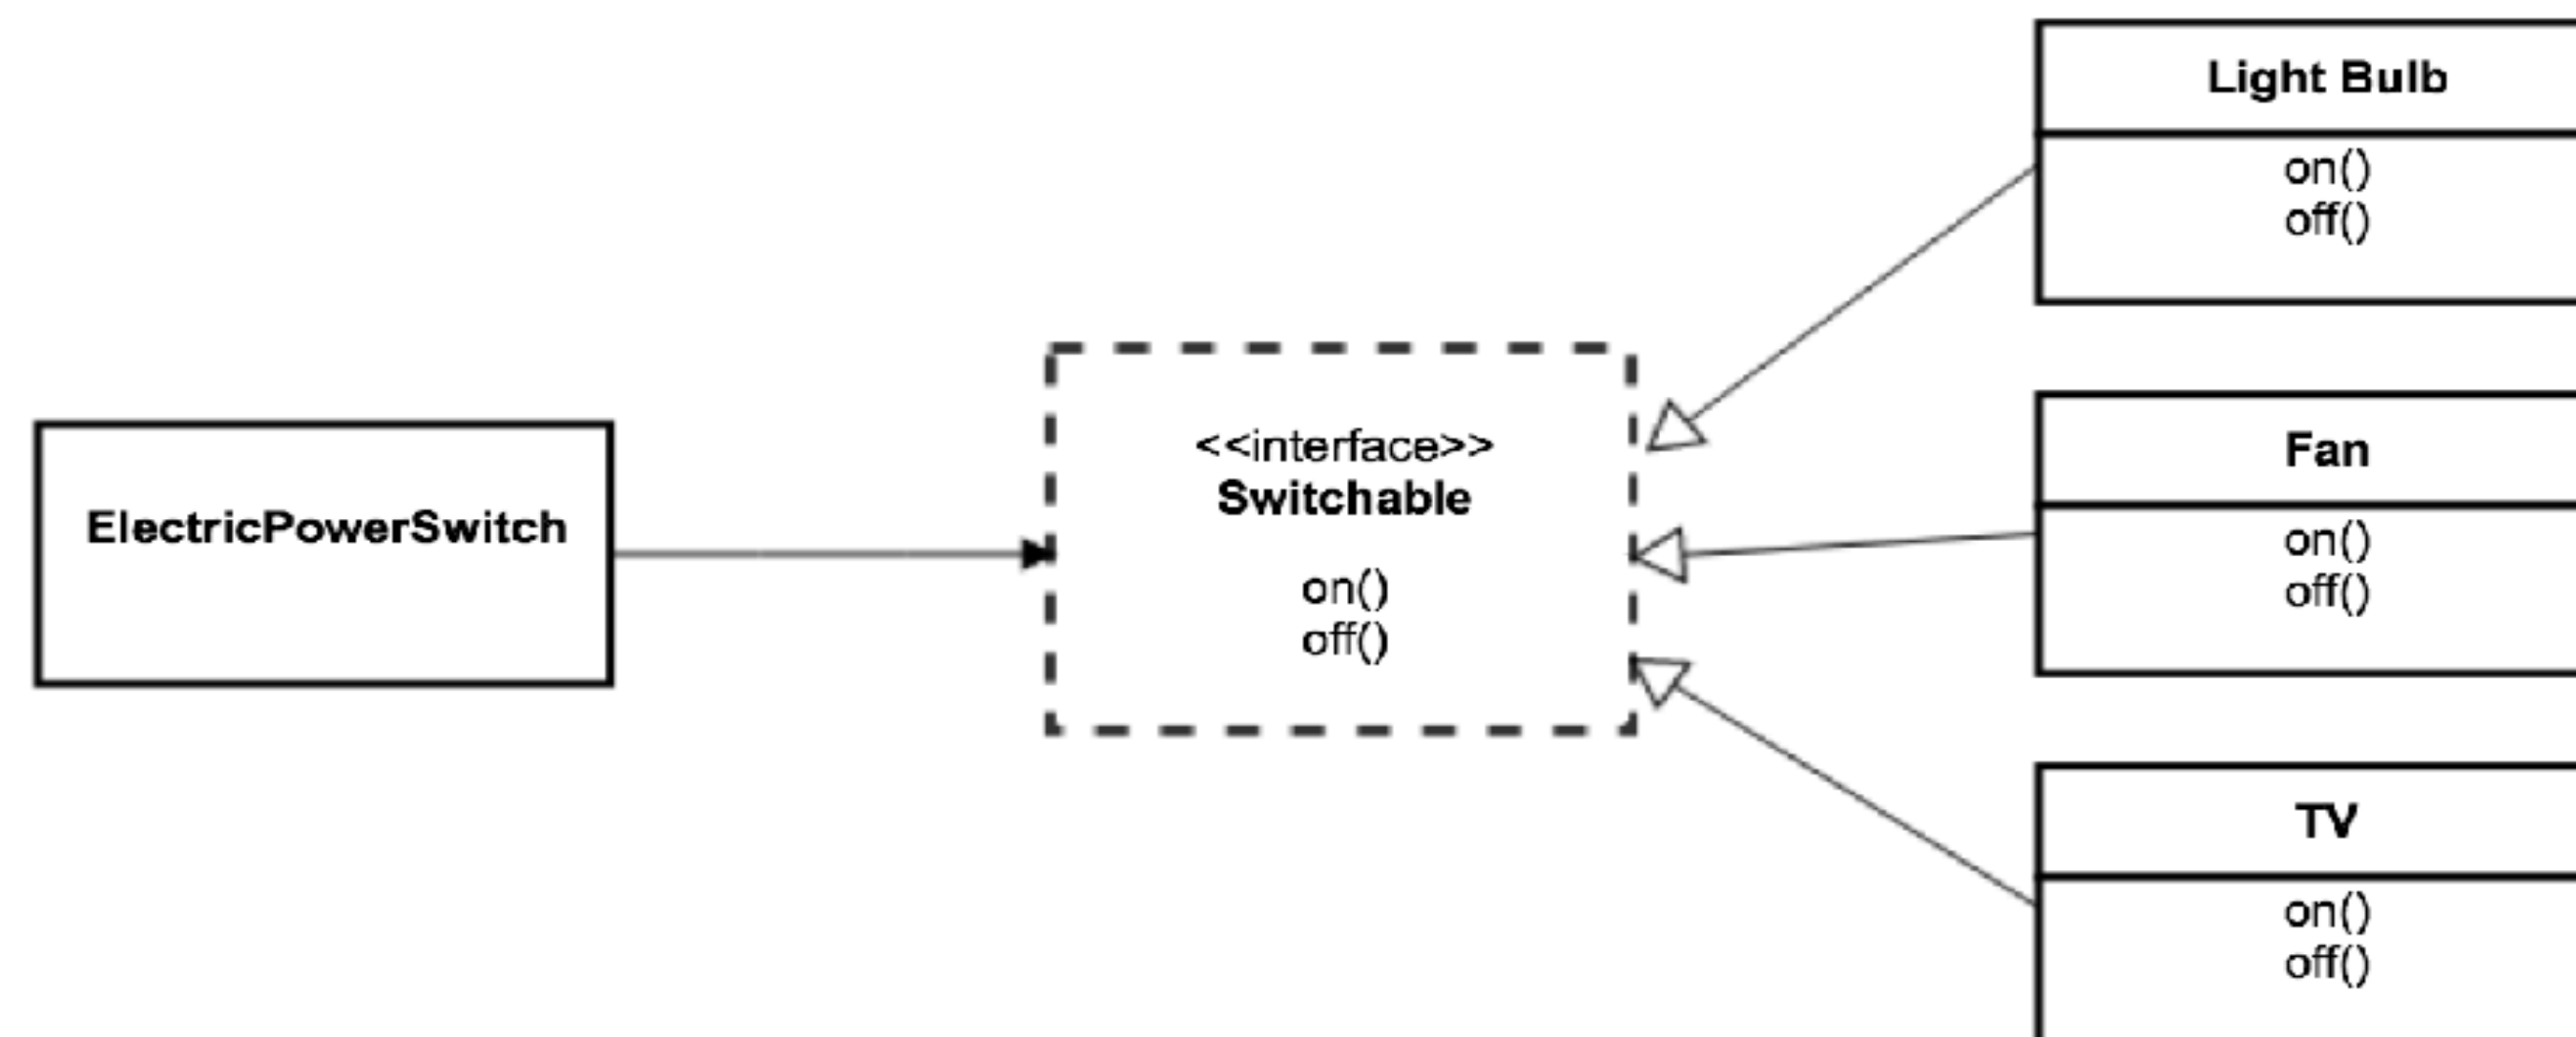 ElectricPowerSwitch
<<interface>>
Switchable
on()
off()
Light Bulb
on()
off()
Fan
on()
off()
TV
on()
off()